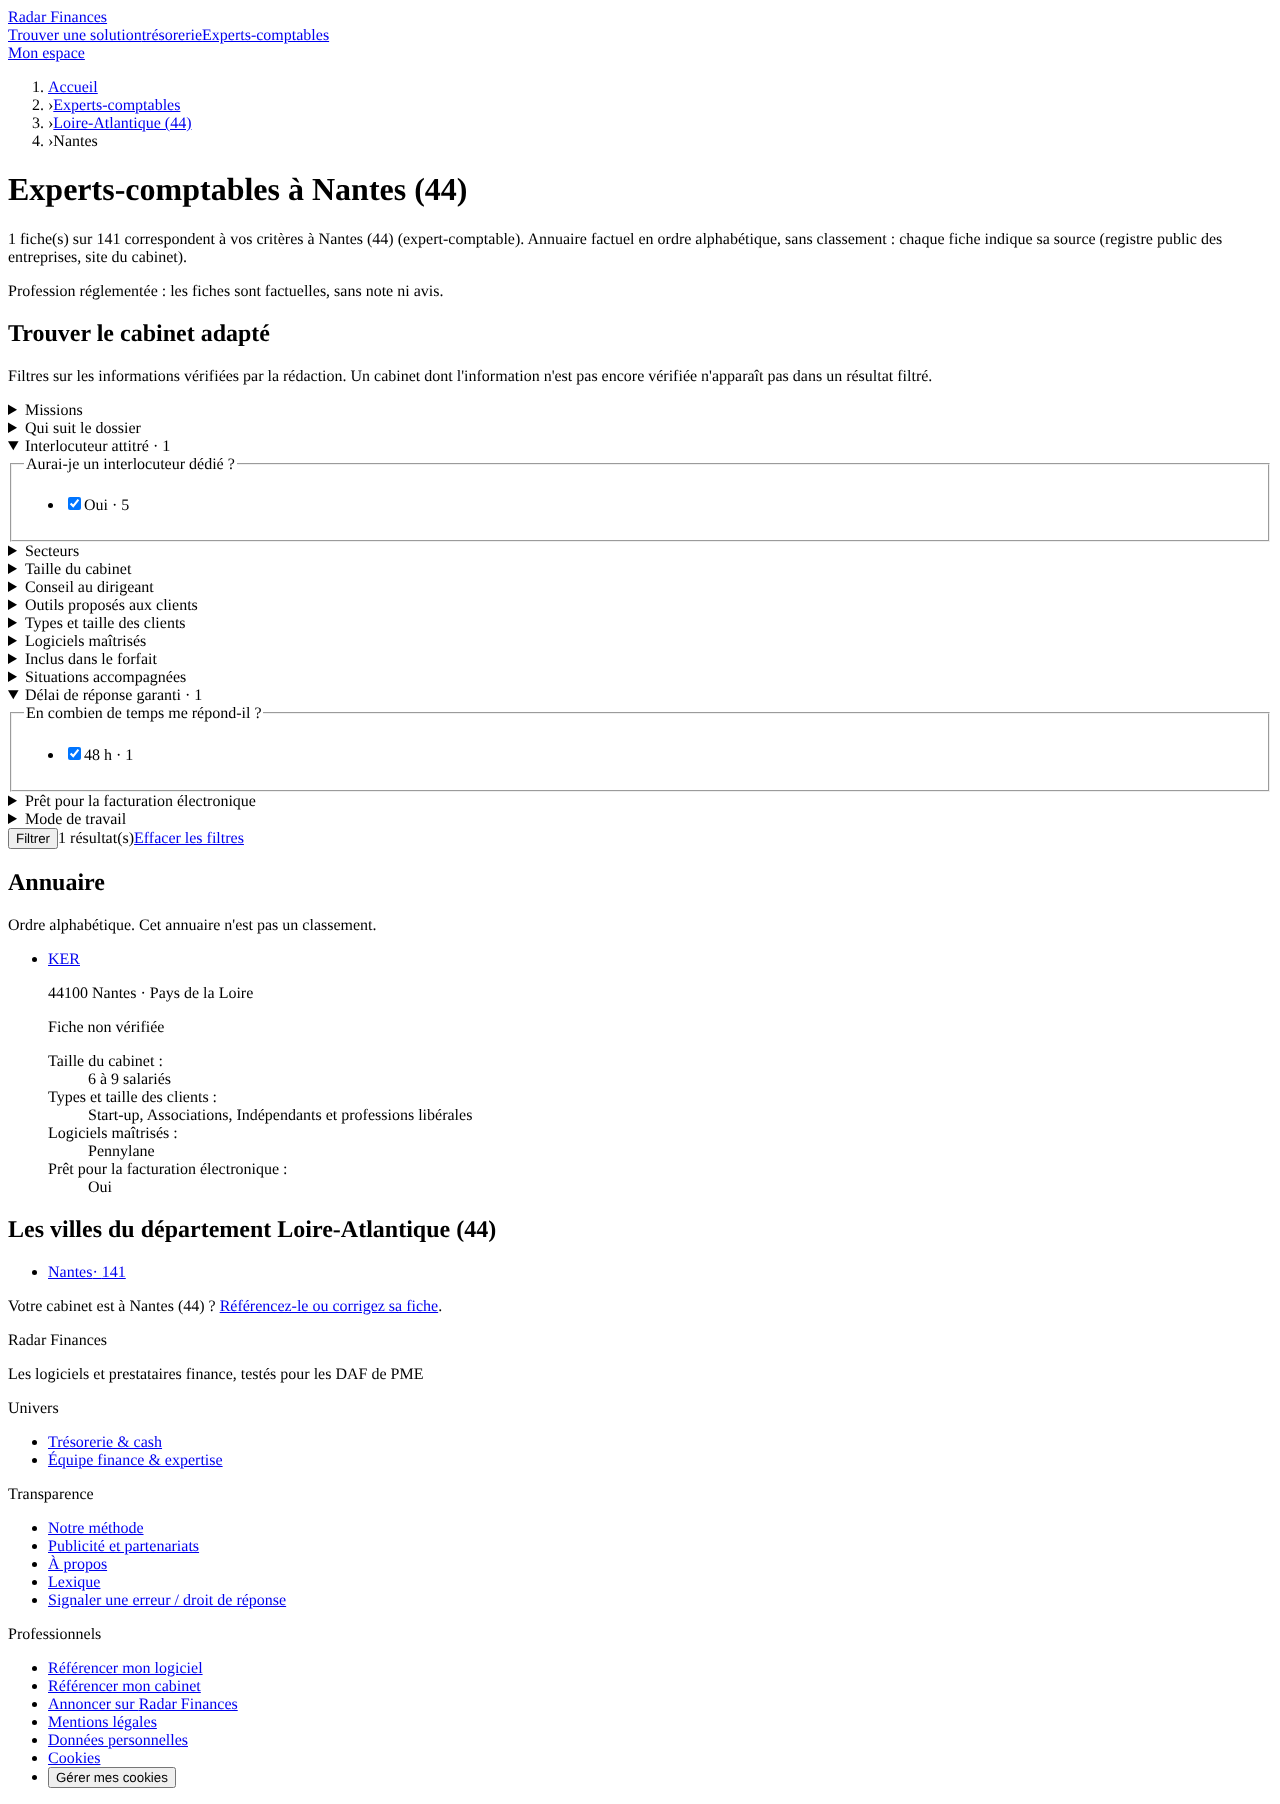 Radar Finances
Trouver une solutiontrésorerieExperts-comptables
Mon espace
1. Accueil
2. ›Experts-comptables
3. ›Loire-Atlantique (44)
4. ›Nantes
Experts-comptables à Nantes (44)
1 fiche(s) sur 141 correspondent à vos critères à Nantes (44) (expert-comptable). Annuaire factuel en ordre alphabétique, sans classement : chaque fiche indique sa source (registre public des
entreprises, site du cabinet).
Profession réglementée : les fiches sont factuelles, sans note ni avis.
Trouver le cabinet adapté
Filtres sur les informations vérifiées par la rédaction. Un cabinet dont l'information n'est pas encore vérifiée n'apparaît pas dans un résultat filtré.
Missions
Qui suit le dossier
Interlocuteur attitré · 1
Aurai-je un interlocuteur dédié ?
Oui · 5
Secteurs
Taille du cabinet
Conseil au dirigeant
Outils proposés aux clients
Types et taille des clients
Logiciels maîtrisés
Inclus dans le forfait
Situations accompagnées
Délai de réponse garanti · 1
En combien de temps me répond-il ?
48 h · 1
Prêt pour la facturation électronique
Mode de travail
Filtrer1 résultat(s)Effacer les filtres
Annuaire
Ordre alphabétique. Cet annuaire n'est pas un classement.
KER
44100 Nantes · Pays de la Loire
Fiche non vérifiée
Taille du cabinet :
6 à 9 salariés
Types et taille des clients :
Start-up, Associations, Indépendants et professions libérales
Logiciels maîtrisés :
Pennylane
Prêt pour la facturation électronique :
Oui
Les villes du département Loire-Atlantique (44)
Nantes· 141
Votre cabinet est à Nantes (44) ? Référencez-le ou corrigez sa fiche.
Radar Finances
Les logiciels et prestataires finance, testés pour les DAF de PME
Univers
Trésorerie & cash
Équipe finance & expertise
Transparence
Notre méthode
Publicité et partenariats
À propos
Lexique
Signaler une erreur / droit de réponse
Professionnels
Référencer mon logiciel
Référencer mon cabinet
Annoncer sur Radar Finances
Mentions légales
Données personnelles
Cookies
Gérer mes cookies